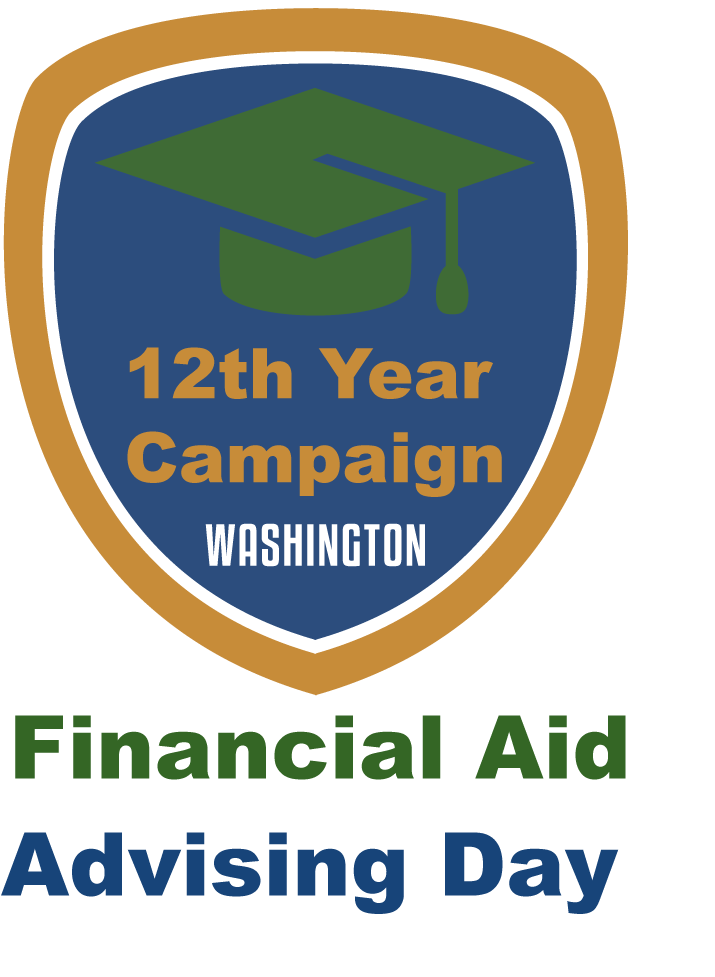 12th Year
Campaign
WASHINGTON
Financial Aid
Advising Day